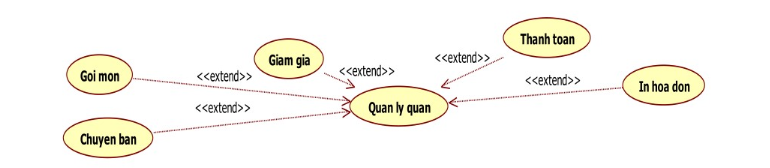 Thanh toan
Giam gia
<<extend>>
Goi mon
<<extend>>
<<extend>>
<<extend>>
In hoa don
<<extend>>
Quan ly quan
Chuyen ban